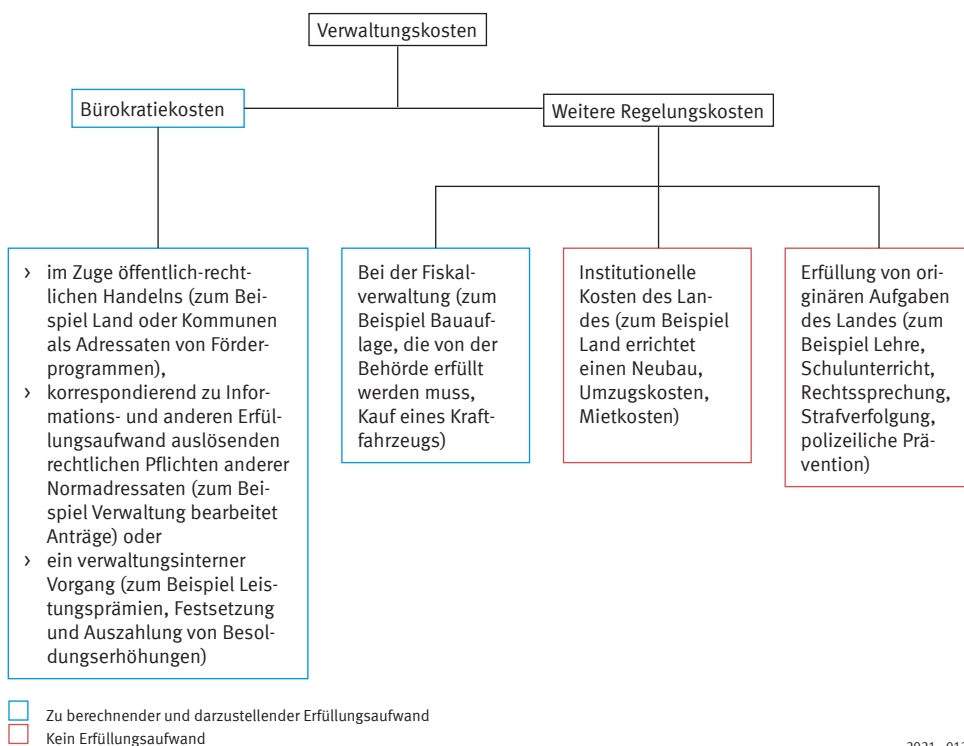 Verwaltungskosten
Bürokratiekosten
Weitere Regelungskosten
› im Zuge öffentlich-recht-
lichen Handelns (zum Bei-
spiel Land oder Kommunen
als Adressaten von Förder-
programmen),
› korrespondierend zu Infor-
mations- und anderen Erfül-
lungsaufwand auslösenden
rechtlichen Pflichten anderer
Normadressaten (zum Bei-
spiel Verwaltung bearbeitet
Anträge) oder
› ein verwaltungsinterner
Vorgang (zum Beispiel Leis-
tungsprämien, Festsetzung
und Auszahlung von Besol-
dungserhöhungen)
Bei der Fiskal-
verwaltung (zum
Beispiel Bauauf-
lage, die von der
Behörde erfüllt
werden muss,
Kauf eines Kraft-
fahrzeugs)
Institutionelle
Kosten des Lan-
des (zum Beispiel
Land errichtet
einen Neubau,
Umzugskosten,
Mietkosten)
Erfüllung von ori-
ginären Aufgaben
des Landes (zum
Beispiel Lehre,
Schulunterricht,
Rechtssprechung,
Strafverfolgung,
polizeiliche Prä-
vention)
Zu berechnender und darzustellender Erfüllungsaufwand
Kein Erfüllungsaufwand